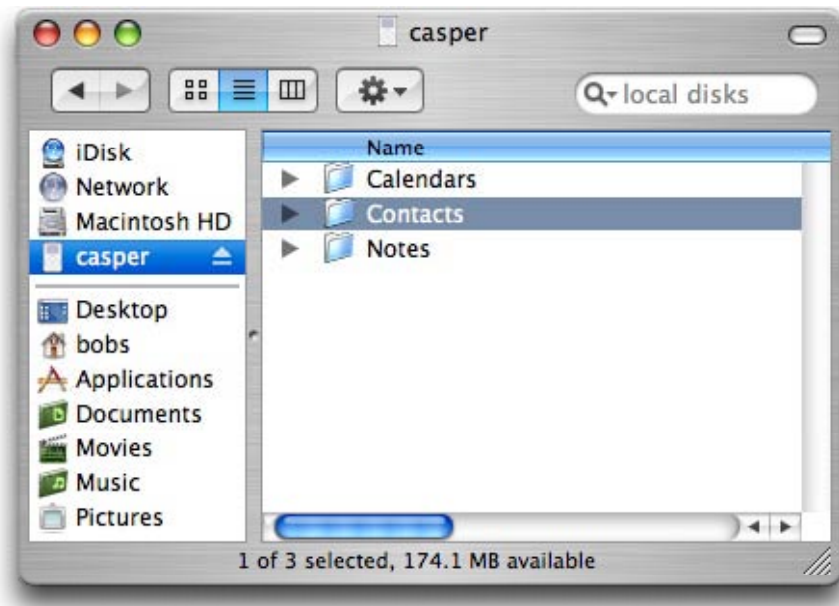 casper
local disks
iDisk
Network
Macintosh HD
casper
Desktop
bobs
Applications
Documents
Movies
Music
Pictures
Name
Calendars
Contacts
Notes
1 of 3 selected, 174.1 MB available